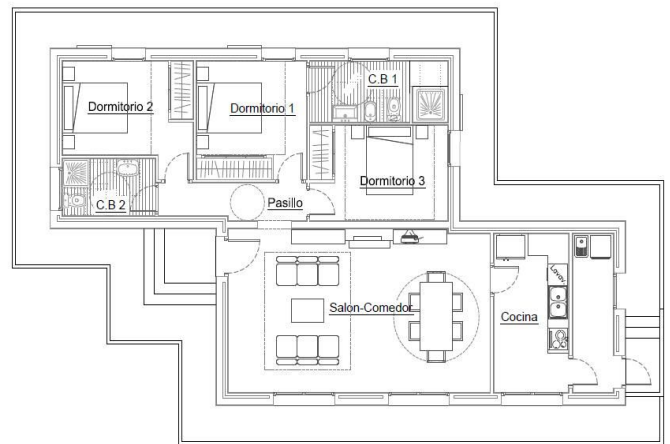 C.B 1
Dormitorio 2
Dormitorio 1
Dormitorio 3
C.B 2
Pasillo
Lavav.
Salon-Comedor
Cocina